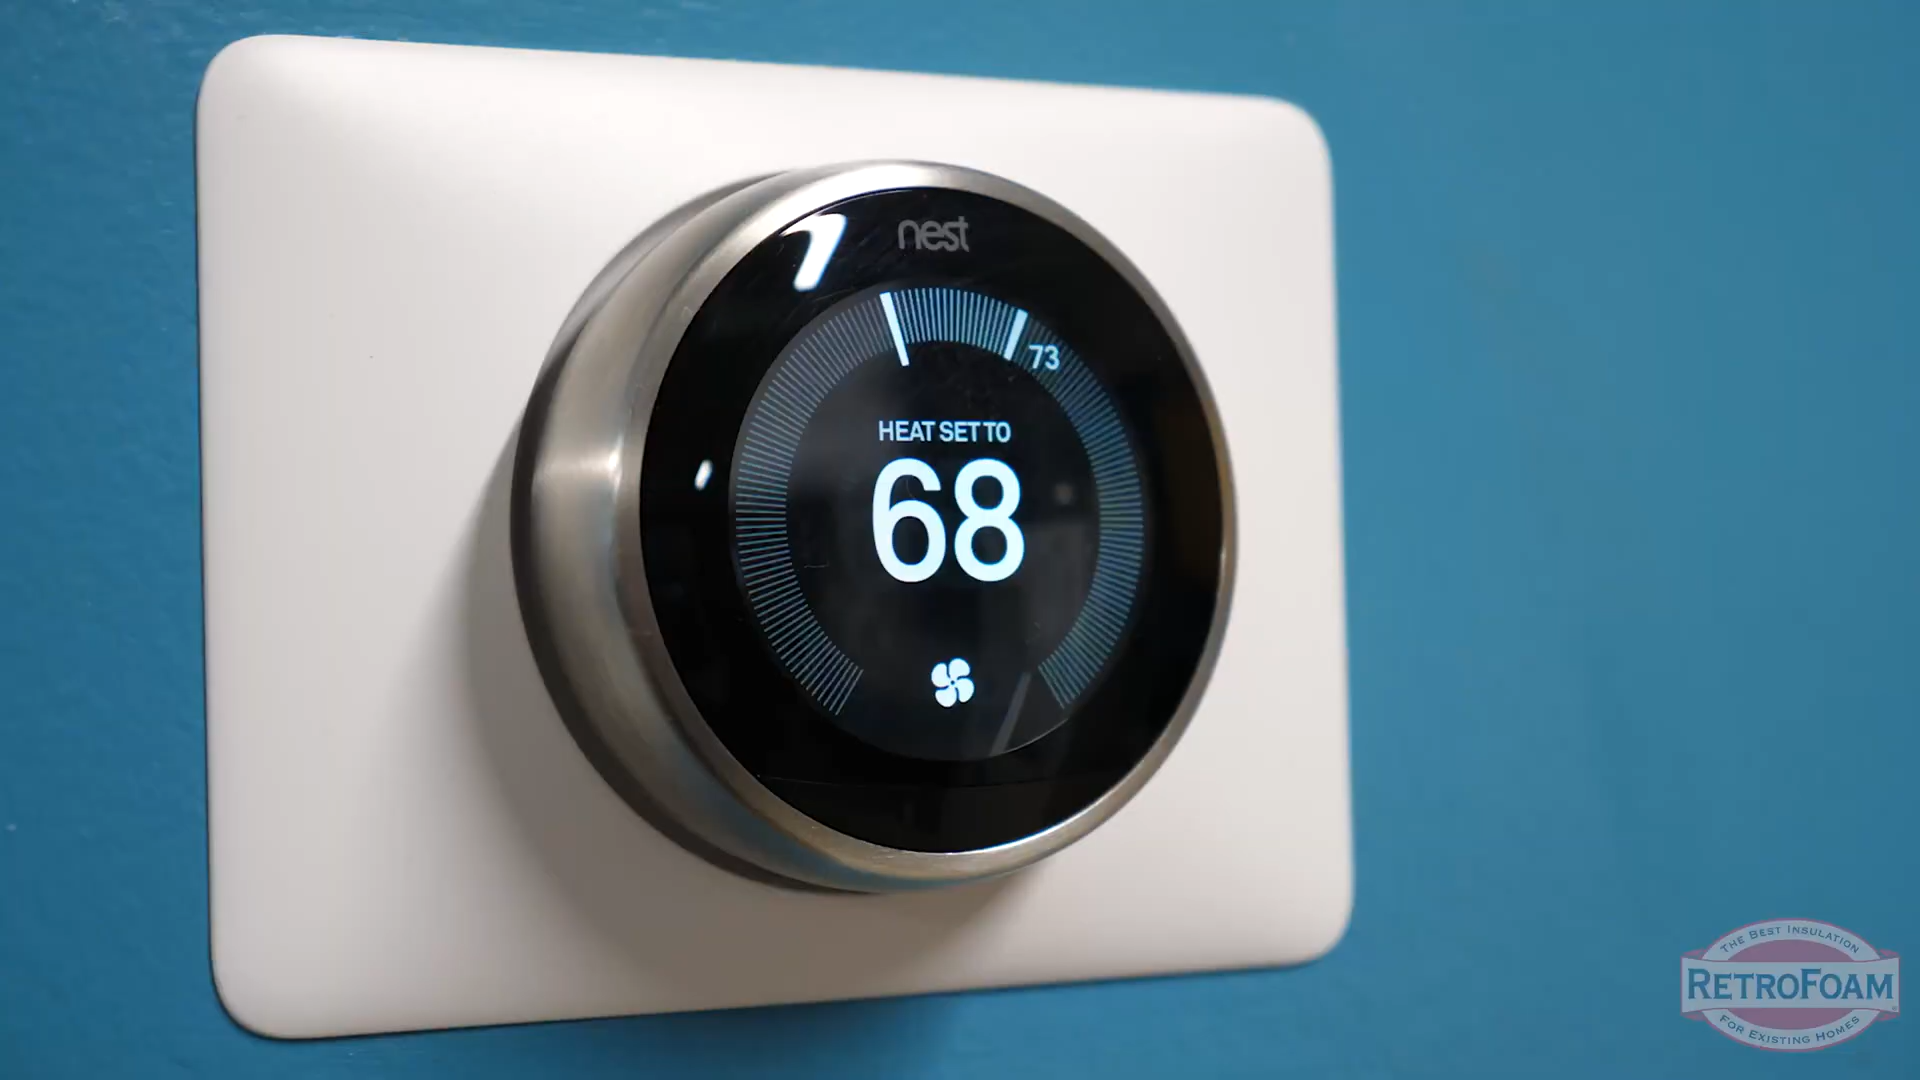 nest
73
HEAT SET TO
68
THE BEST INSULATION
RETROFOAM
FOR EXISTING HOMES